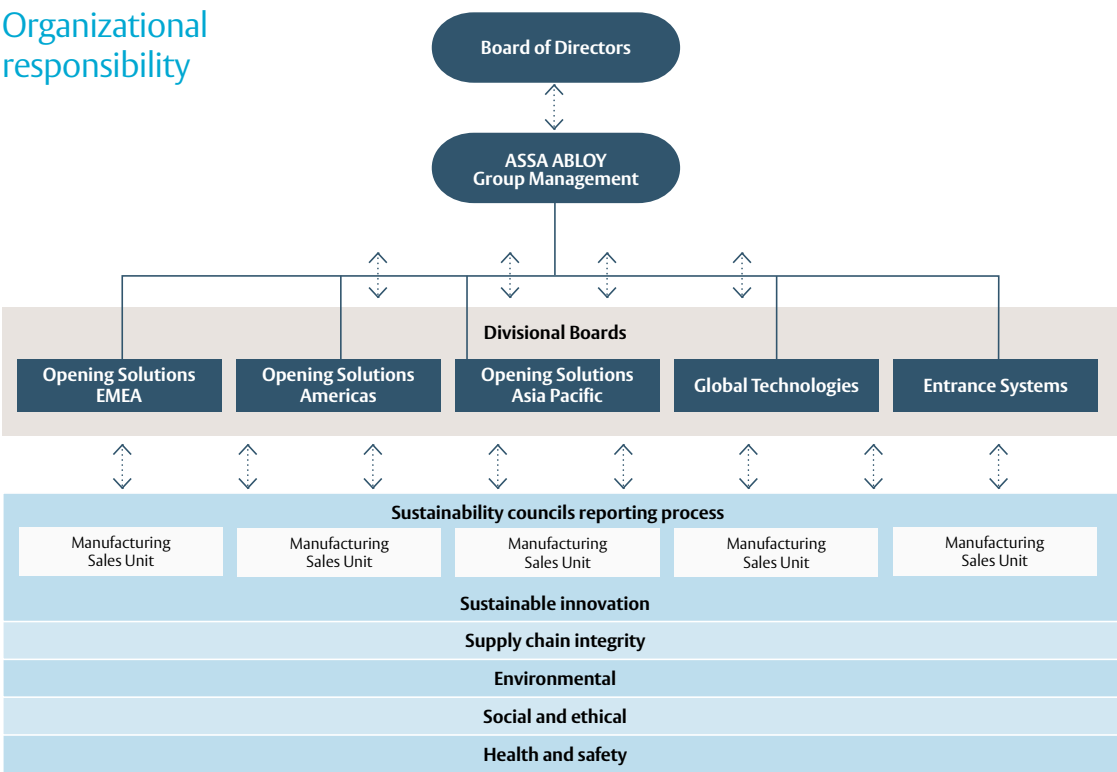 Organizational
responsibility
Board of Directors
ASSA ABLOY
Group Management
Divisional Boards
Opening Solutions
EMEA
Opening Solutions
Americas
Opening Solutions
Asia Pacific
Global Technologies
Entrance Systems
Sustainability councils reporting process
Manufacturing
Sales Unit
Manufacturing
Sales Unit
Manufacturing
Sales Unit
Manufacturing
Sales Unit
Manufacturing
Sales Unit
Sustainable innovation
Supply chain integrity
Environmental
Social and ethical
Health and safety